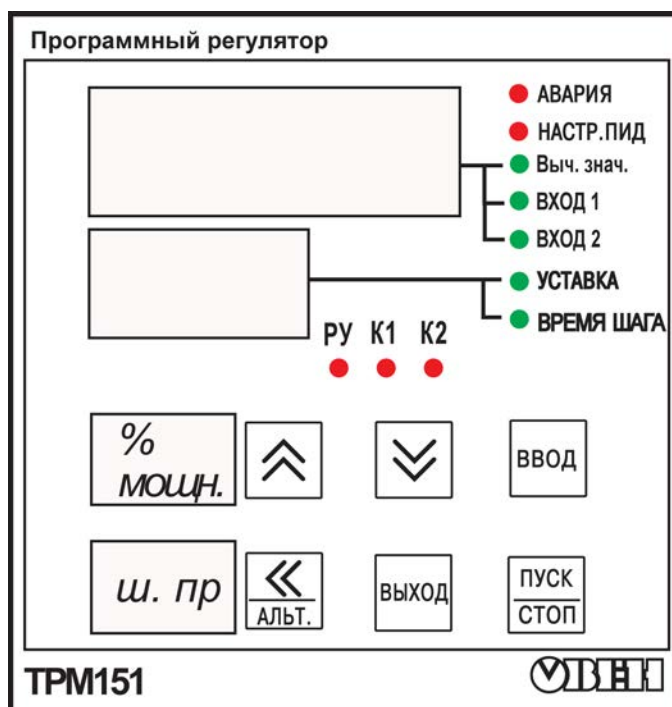 Программный регулятор
АВАРИЯ
НАСТР.ПИД
Выч. знач.
ВХОД 1
ВХОД 2
УСТАВКА
ВРЕМЯ ШАГА
РУ К1 К2
%
мощн.
ВВОД
ш. пр
АЛЬТ.
ВЫХОД
ПУСК
СТОП
ТРМ151
ОВЕН